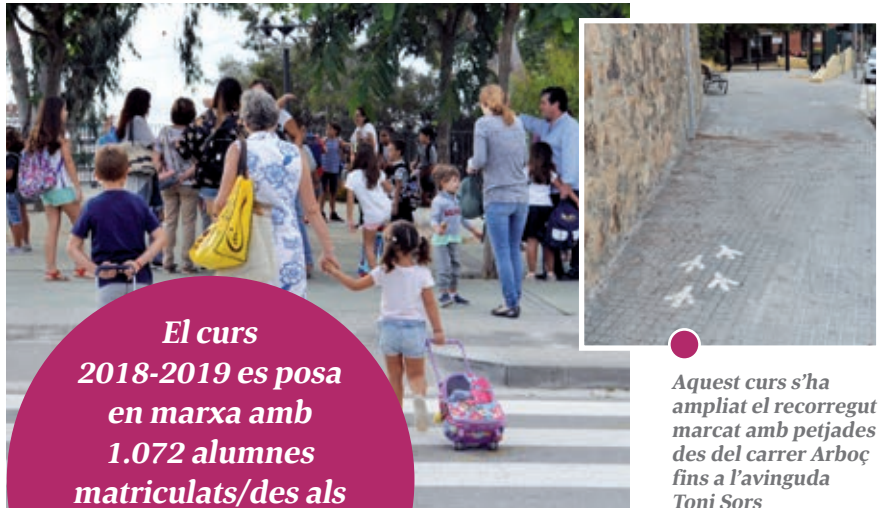 El curs
2018-2019 es posa
en marxa amb
1.072 alumnes
matriculats/des als
Aquest curs s'ha
ampliat el recorregut
marcat amb petjades
des del carrer Arboç
fins a l'avinguda
Toni Sors